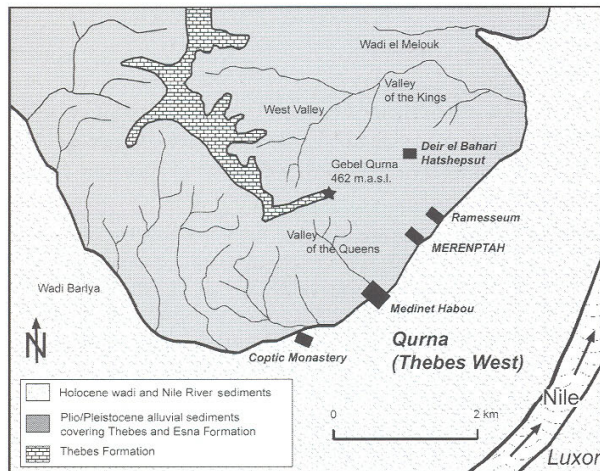 Wadi el Melouk
West Valley
Valley
of the Kings
Deir el Bahari
Hatshepsut
Gebel Qurna
462 m.a.s.l.
Ramesseum
Valley
of the Queens
MERENPTAH
Wadi Barlya
Medinet Habou
N
Coptic Monastery
Qurna
(Thebes West)
Holocene wadi and Nile River sediments
Plio/Pleistocene alluvial sediments
covering Thebes and Esna Formation
Thebes Formation
0
2 km
Nile
Luxor